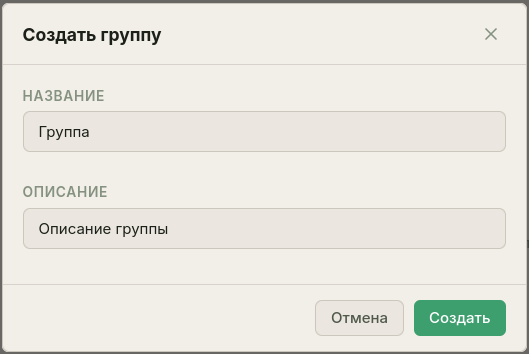 Создать группу
НАЗВАНИЕ
Группа
ОПИСАНИЕ
Описание группы
Отмена
Создать